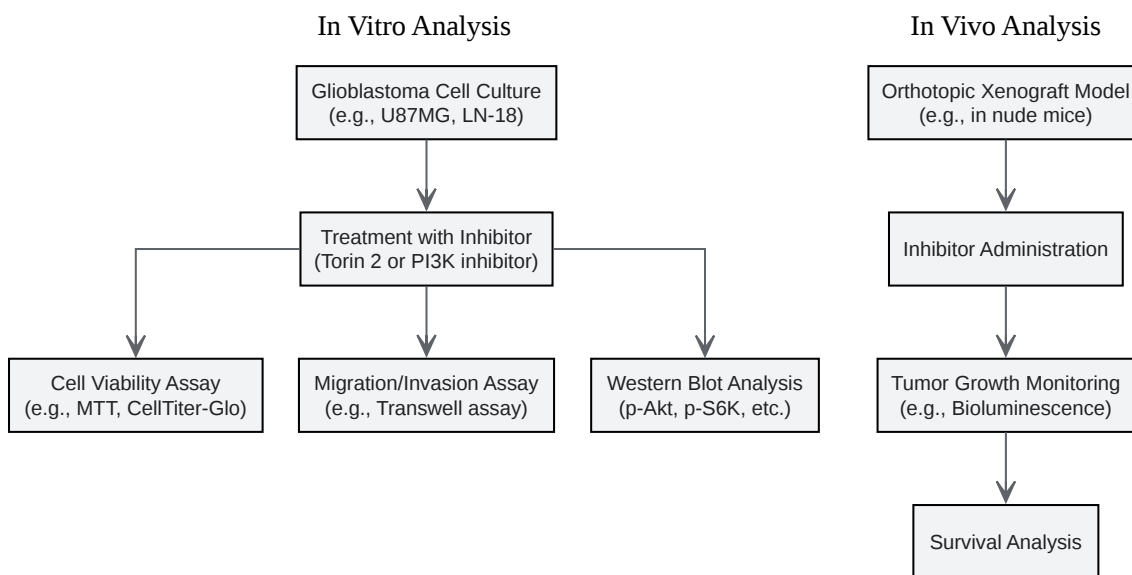 In Vitro Analysis
Glioblastoma Cell Culture
(e.g., U87MG, LN-18)
Treatment with Inhibitor
(Torin 2 or PI3K inhibitor)
Cell Viability Assay
(e.g., MTT, CellTiter-Glo)
Migration/Invasion Assay
(e.g., Transwell assay)
Western Blot Analysis
(p-Akt, p-S6K, etc.)
In Vivo Analysis
Orthotopic Xenograft Model
(e.g., in nude mice)
Inhibitor Administration
Tumor Growth Monitoring
(e.g., Bioluminescence)
Survival Analysis